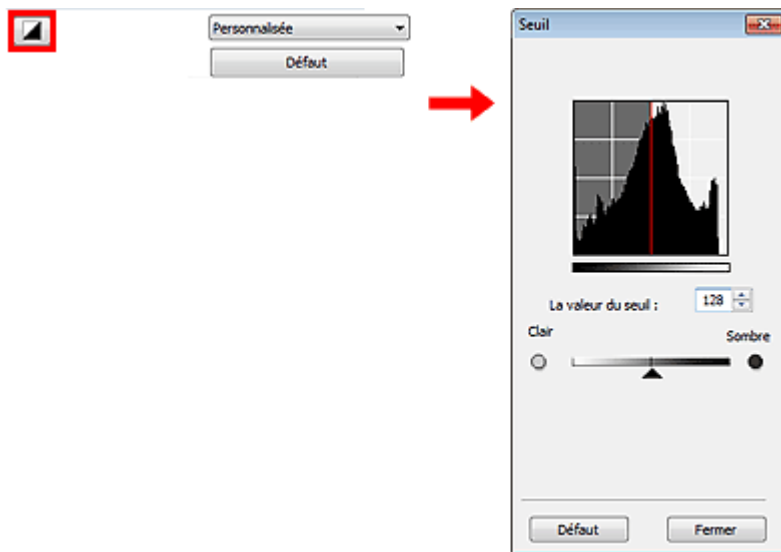 Personnalisée
Défaut
Seuil
La valeur du seuil : 128
Clair Sombre
Défaut Fermer